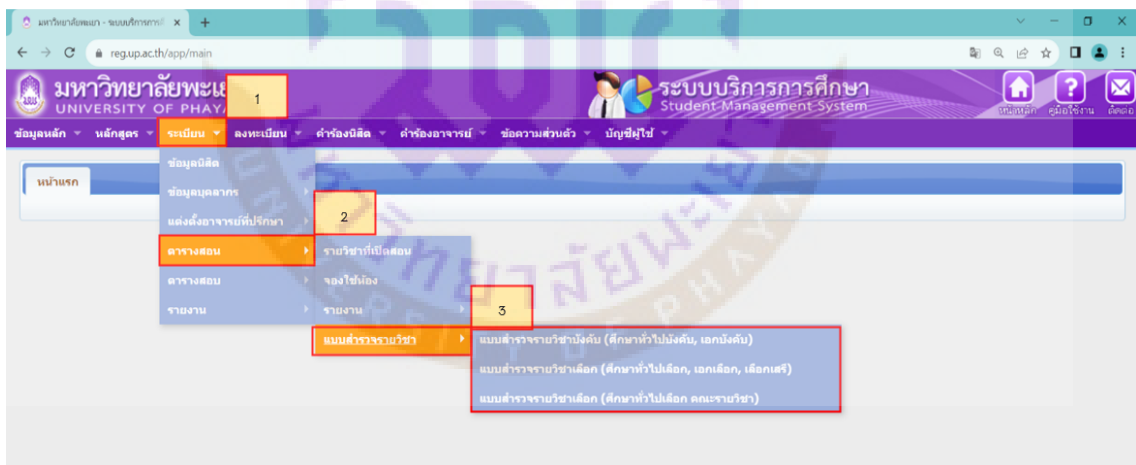 มหาวิทยาลัยพะเยา - ระบบบริการการศึ
reg.up.ac.th/app/main
มหาวิทยาลัยพะเย
UNIVERSITY OF PHAY
1
ระบบบริการการศึกษา
Student Management System
หน้าหลัก คู่มือใช้งาน ติดต่อ
ข้อมูลหลัก หลักสูตร ระเบียน ลงทะเบียน คำร้องนิสิต คำร้องอาจารย์ ข้อความส่วนตัว บัญชีผู้ใช้
หน้าแรก
ข้อมูลนิสิต
ข้อมูลบุคลากร
แต่งตั้งอาจารย์ที่ปรึกษา
2
ตารางสอน
ตารางสอบ
รายงาน
รายวิชาที่เปิดสอน
จองใช้ห้อง
รายงาน
3
แบบสำรวจรายวิชา
แบบสำรวจรายวิชาบังคับ (ศึกษาทั่วไปบังคับ, เอกบังคับ)
แบบสำรวจรายวิชาเลือก (ศึกษาทั่วไปเลือก, เอกเลือก, เลือกเสรี)
แบบสำรวจรายวิชาเลือก (ศึกษาทั่วไปเลือก คณะรายวิชา)